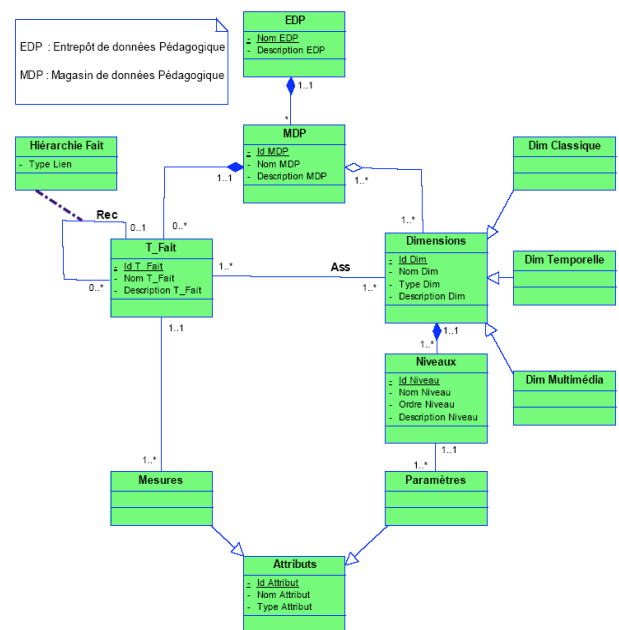 EDP : Entrepôt de données Pédagogique
MDP : Magasin de données Pédagogique
EDP
- Nom EDP
- Description EDP
1..1
*
MDP
- Id MDP
- Nom MDP
- Description MDP
1..1
1..*
Hiérarchie Fait
- Type Lien
Rec
0..1
0..*
0..*
T_Fait
- Id T_Fait
- Nom T_Fait
- Description T_Fait
1..*
Ass
1..*
1..*
Dimensions
- Id Dim
- Nom Dim
- Type Dim
- Description Dim
Dim Classique
Dim Temporelle
Dim Multimédia
1..1
1..*
Niveaux
- Id Niveau
- Nom Niveau
- Ordre Niveau
- Description Niveau
1..1
1..*
1..1
1..*
Mesures
Paramètres
Attributs
- Id Attribut
- Nom Attribut
- Type Attribut